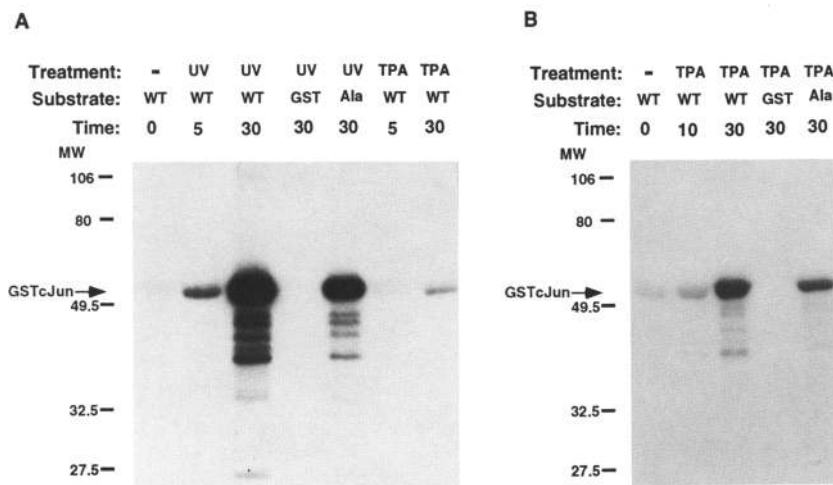 A
Treatment: - UV UV UV UV TPA TPA
Substrate: WT WT WT GST Ala WT WT
Time: 0 5 30 30 30 5 30
MW
106
80
GSTcJun
49.5
32.5
27.5
B
Treatment: - TPA TPA TPA TPA
Substrate: WT WT WT GST Ala
Time: 0 10 30 30 30
MW
106
80
GSTcJun
49.5
32.5
27.5